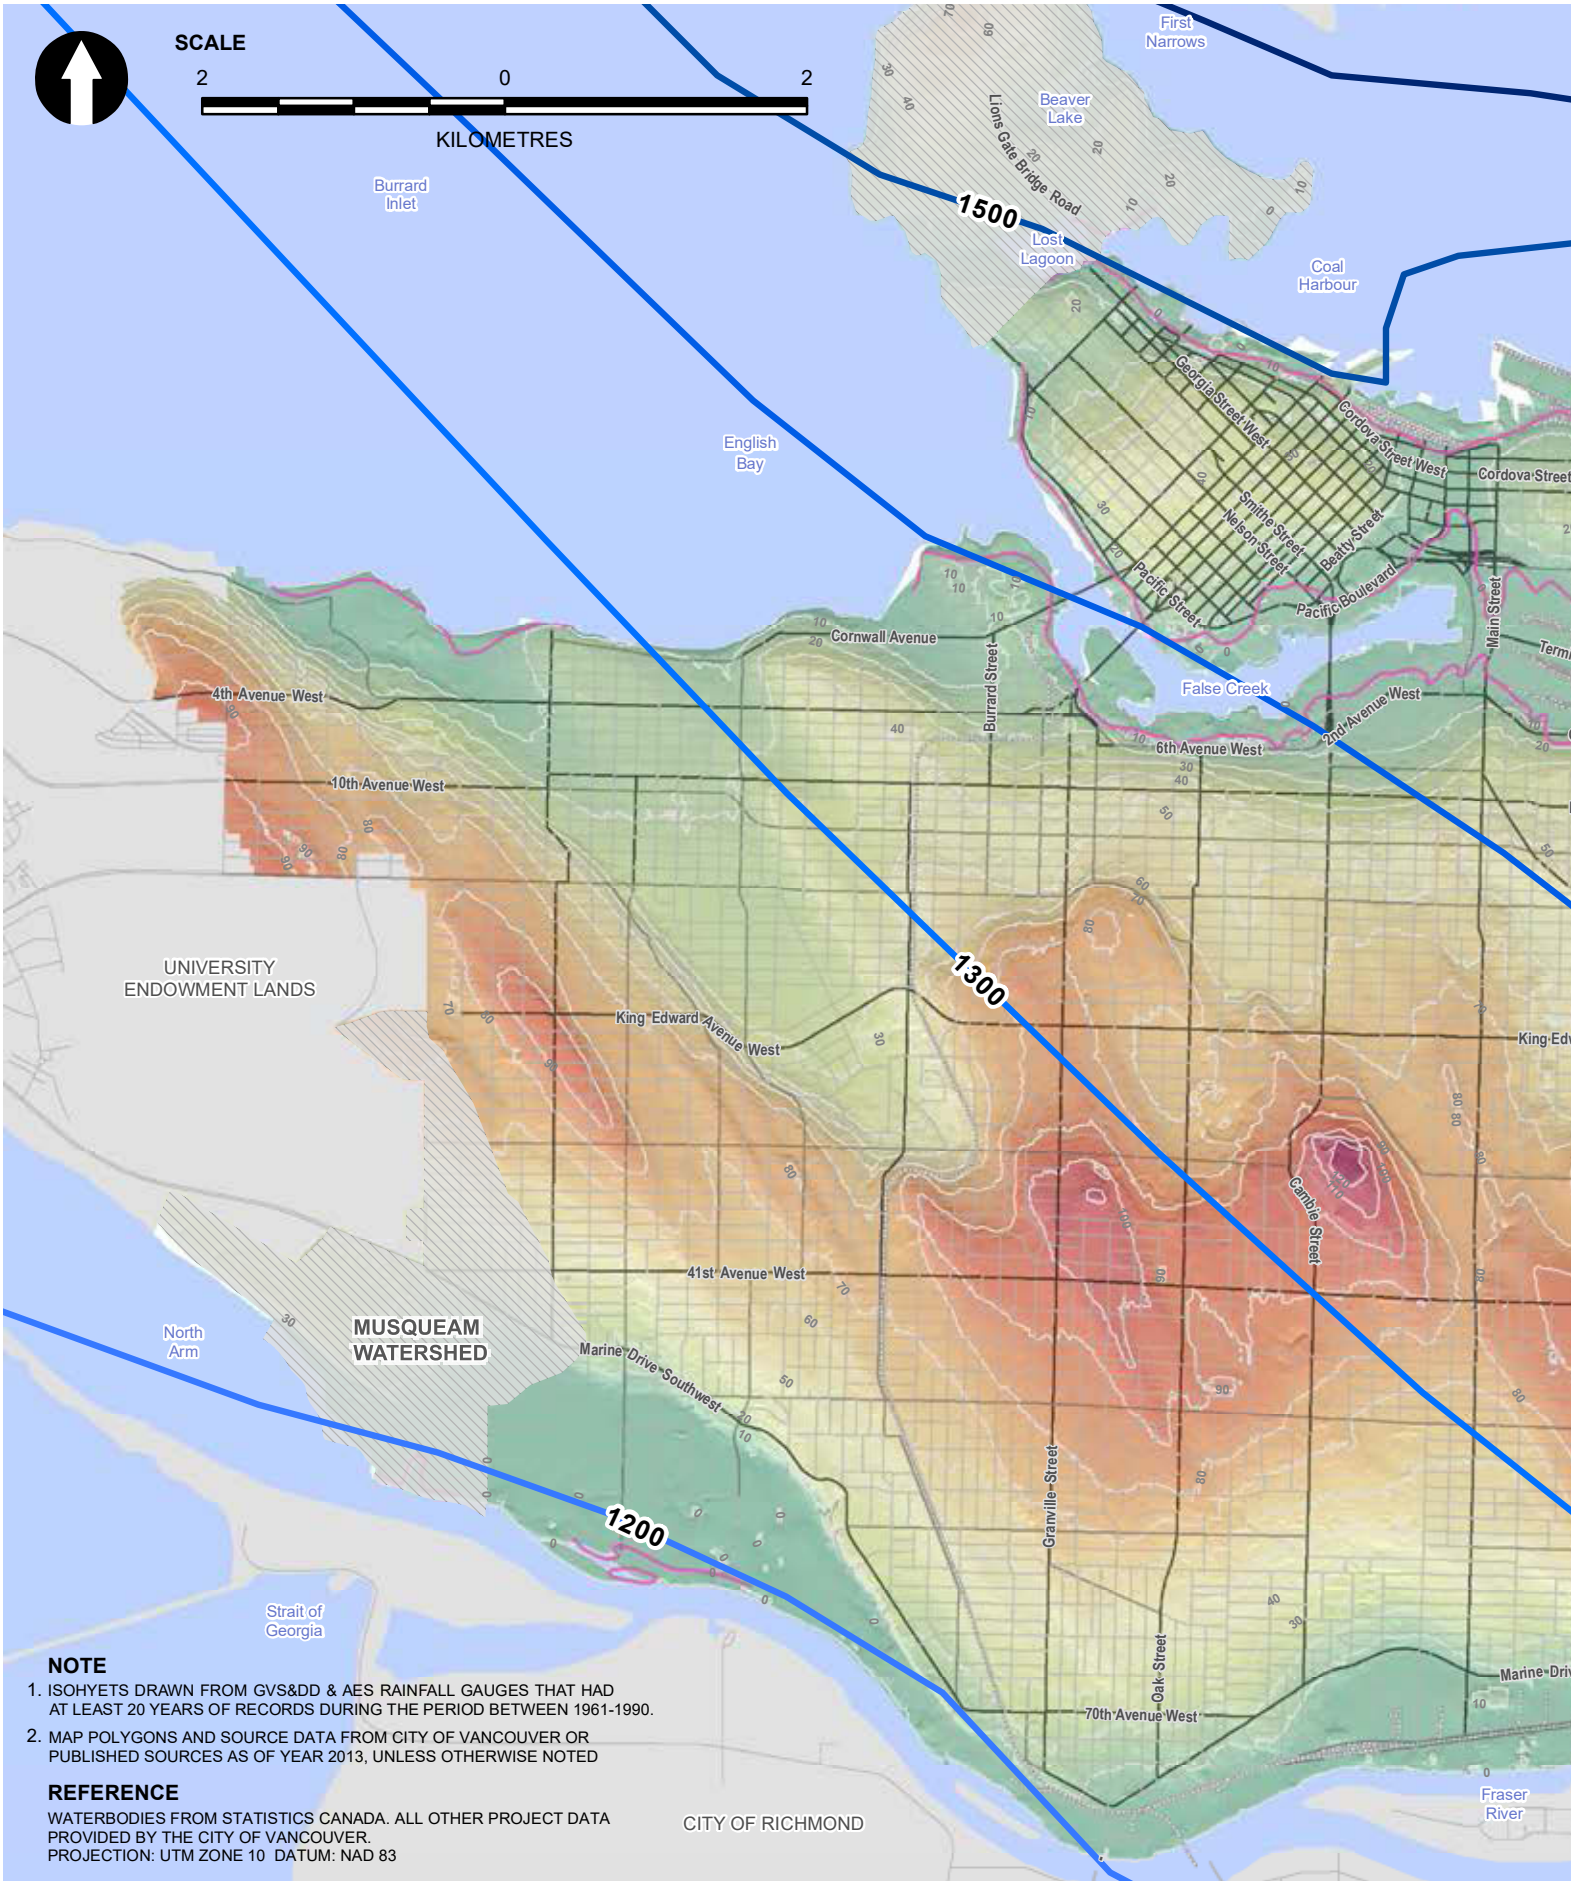 SCALE
2 0 2
KILOMETRES
First
Narrows
Beaver
Lake
Lions Gate Bridge Road
Burrard
Inlet
1500
Lost
Lagoon
Coal
Harbour
Georgia Street West
Cordova Street West
Cordova Street
English
Bay
Smithe Street
Nelson Street
Beatty Street
Pacific Street
Pacific Boulevard
Main Street
Cornwall Avenue
Burrard Street
False Creek
4th Avenue West
2nd Avenue West
6th Avenue West
10th Avenue West
UNIVERSITY
ENDOWMENT LANDS
1300
King Edward Avenue West
Cambie Street
41st Avenue West
North
Arm
MUSQUEAM
WATERSHED
Marine Drive Southwest
Granville Street
1200
Strait of
Georgia
Oak Street
70th Avenue West
NOTE
1. ISOHYETS DRAWN FROM GVS&DD & AES RAINFALL GAUGES THAT HAD
AT LEAST 20 YEARS OF RECORDS DURING THE PERIOD BETWEEN 1961-1990.
2. MAP POLYGONS AND SOURCE DATA FROM CITY OF VANCOUVER OR
PUBLISHED SOURCES AS OF YEAR 2013, UNLESS OTHERWISE NOTED
REFERENCE
WATERBODIES FROM STATISTICS CANADA. ALL OTHER PROJECT DATA
PROVIDED BY THE CITY OF VANCOUVER.
PROJECTION: UTM ZONE 10 DATUM: NAD 83
CITY OF RICHMOND
Fraser
River